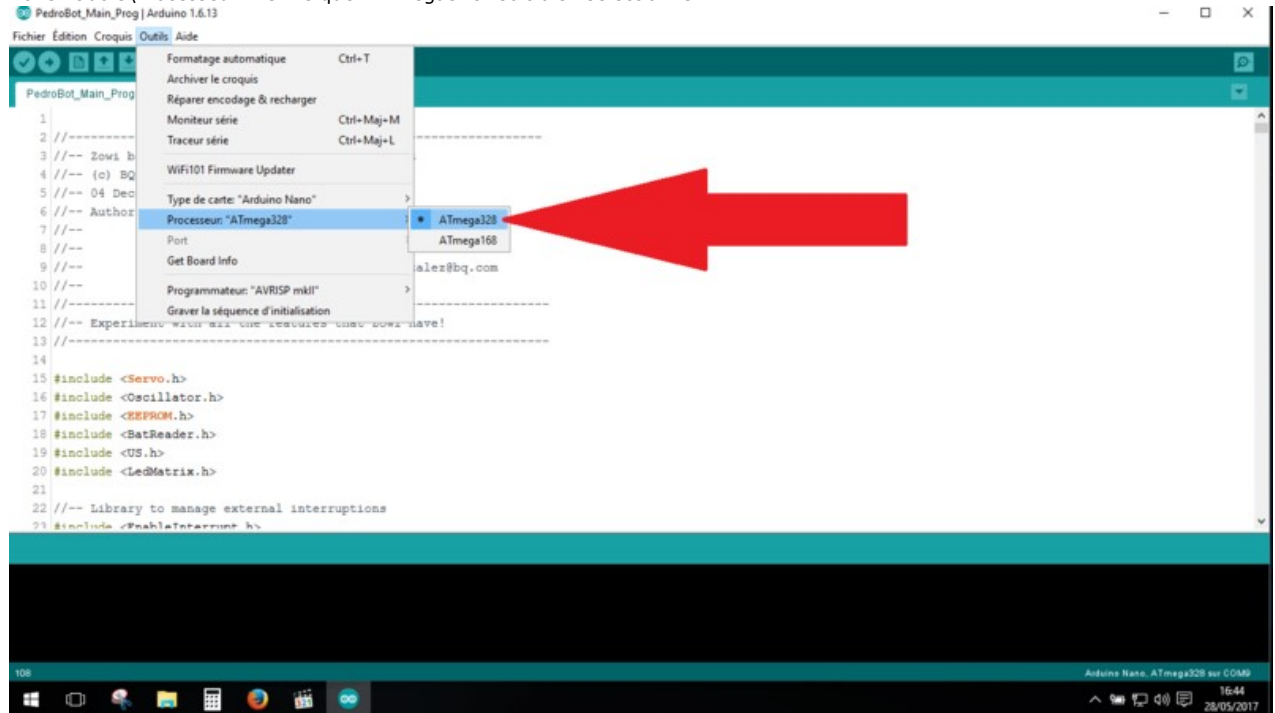 PedroBot_Main_Prog | Arduino 1.6.13
Fichier Édition Croquis Outils Aide
PedroBot_Main_Prog
Formatage automatique Ctrl+T
Archiver le croquis
Réparer encodage & recharger
Moniteur série Ctrl+Maj+M
Traceur série Ctrl+Maj+L
WiFi101 Firmware Updater
Type de carte: "Arduino Nano"
Processeur: "ATmega328"
Port
Get Board Info
Programmateur: "AVRISP mkII"
Graver la séquence d'initialisation
ATmega328
ATmega168
1
2 //----------------------------------------------------------------
3 //-- Zowi b
4 //-- (c) BQ
5 //-- 04 Dec
6 //-- Author
7 //--
8 //--
9 //-- alez@bq.com
10 //--
11 //-----------------------------------------------------------------
12 //-- Experiment with all the features that Zowi have!
13 //-----------------------------------------------------------------
14
15 #include <Servo.h>
16 #include <Oscillator.h>
17 #include <EEPROM.h>
18 #include <BatReader.h>
19 #include <US.h>
20 #include <LedMatrix.h>
21
22 //-- Library to manage external interruptions
23 #include <EnableInterrupt.h>
108
Arduino Nano, ATmega328 sur COM9
16:44
28/05/2017